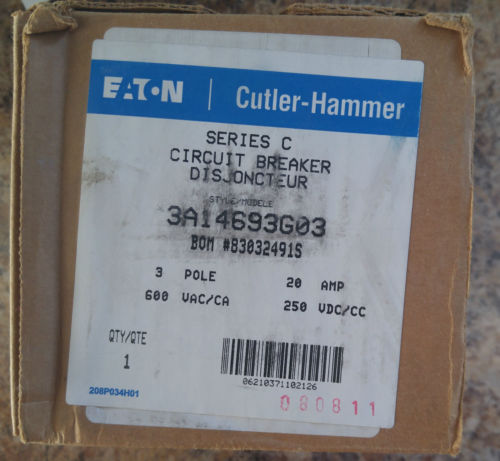 EATON | Cutler-Hammer
SERIES C
CIRCUIT BREAKER
DISJONCTEUR
STYLE/MODELE
3A14693G03
BOM #83032491S
3 POLE 20 AMP
600 VAC/CA 250 VDC/CC
QTY/QTE
1
06210371102126
208P034H01
080811